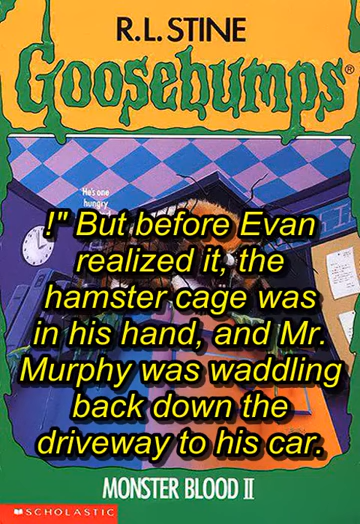 R.L. STINE
Goosebumps®
He's one
hungry
!" But before Evan
realized it, the
hamster cage was
in his hand, and Mr.
Murphy was waddling
back down the
driveway to his car.
MONSTER BLOOD II
SCHOLASTIC